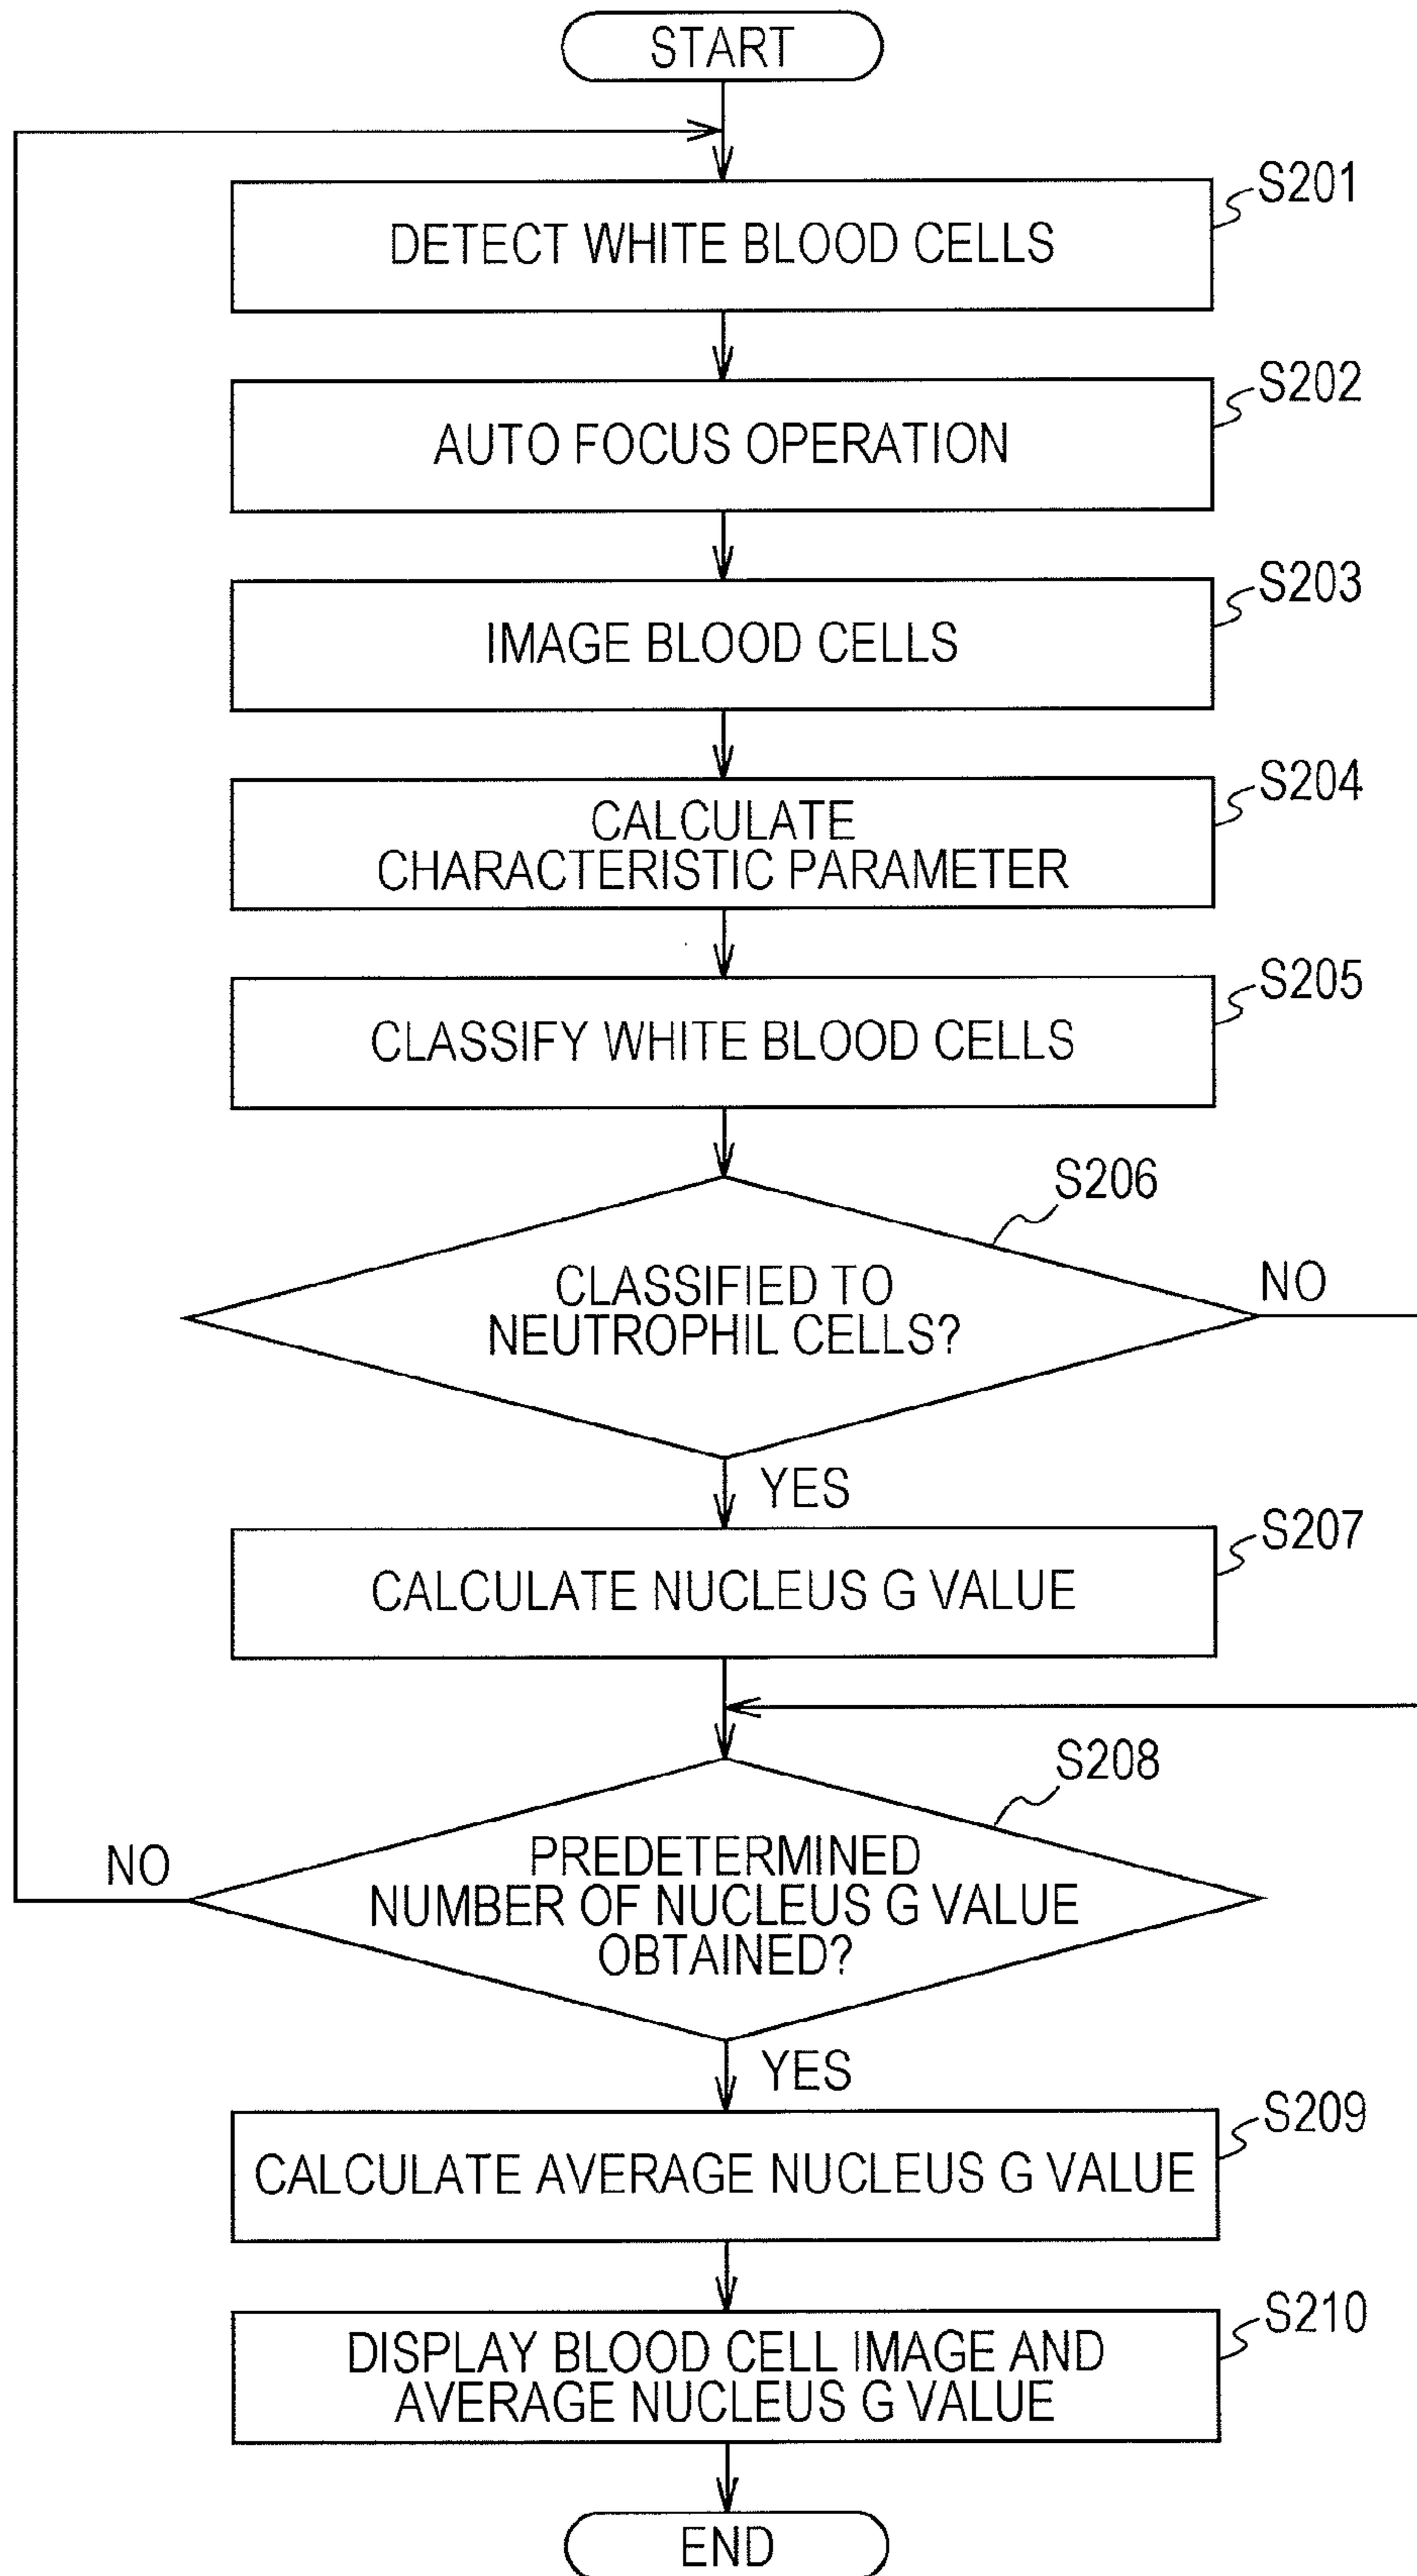 START
S201
DETECT WHITE BLOOD CELLS
S202
AUTO FOCUS OPERATION
S203
IMAGE BLOOD CELLS
S204
CALCULATE
CHARACTERISTIC PARAMETER
S205
CLASSIFY WHITE BLOOD CELLS
S206
CLASSIFIED TO
NEUTROPHIL CELLS?
NO
YES
S207
CALCULATE NUCLEUS G VALUE
S208
PREDETERMINED
NUMBER OF NUCLEUS G VALUE
OBTAINED?
NO
YES
S209
CALCULATE AVERAGE NUCLEUS G VALUE
S210
DISPLAY BLOOD CELL IMAGE AND
AVERAGE NUCLEUS G VALUE
END